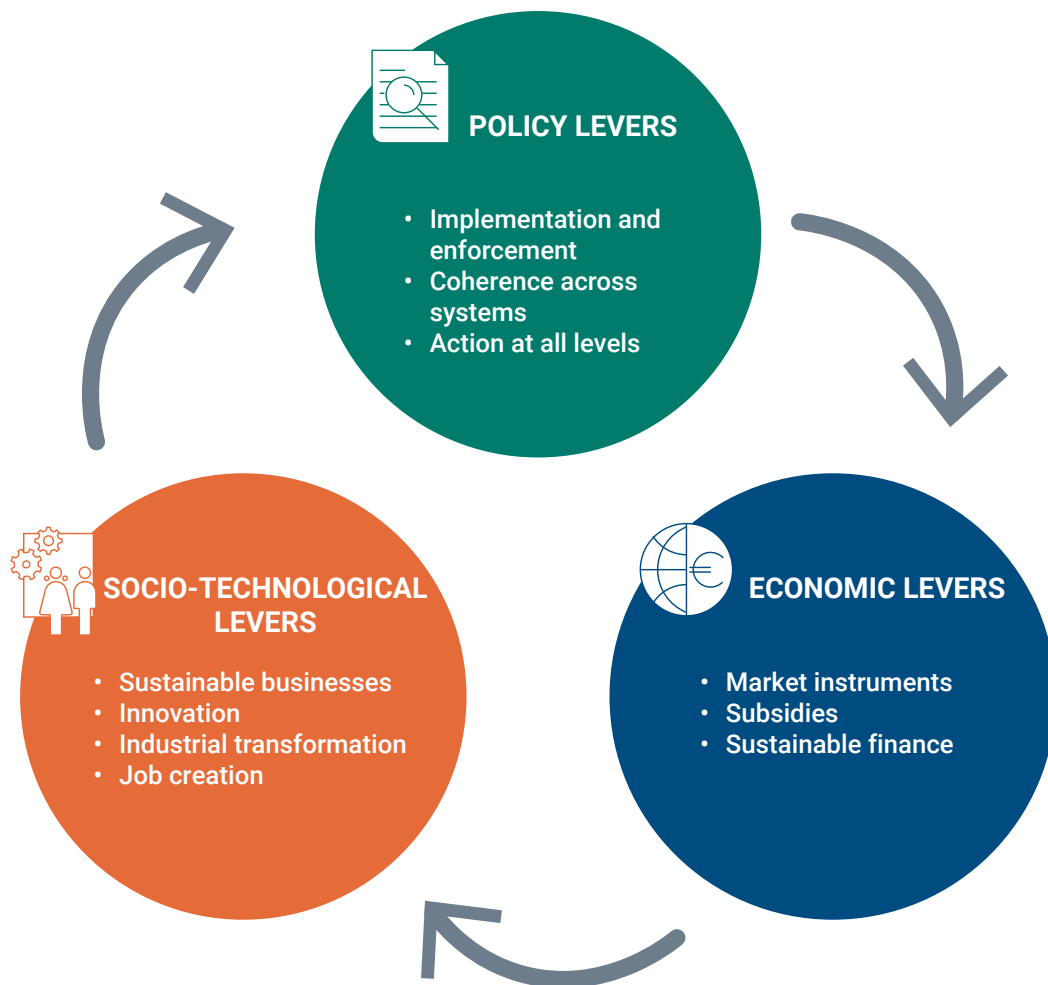 POLICY LEVERS
• Implementation and
enforcement
• Coherence across
systems
• Action at all levels
SOCIO-TECHNOLOGICAL
LEVERS
• Sustainable businesses
• Innovation
• Industrial transformation
• Job creation
€
ECONOMIC LEVERS
• Market instruments
• Subsidies
• Sustainable finance